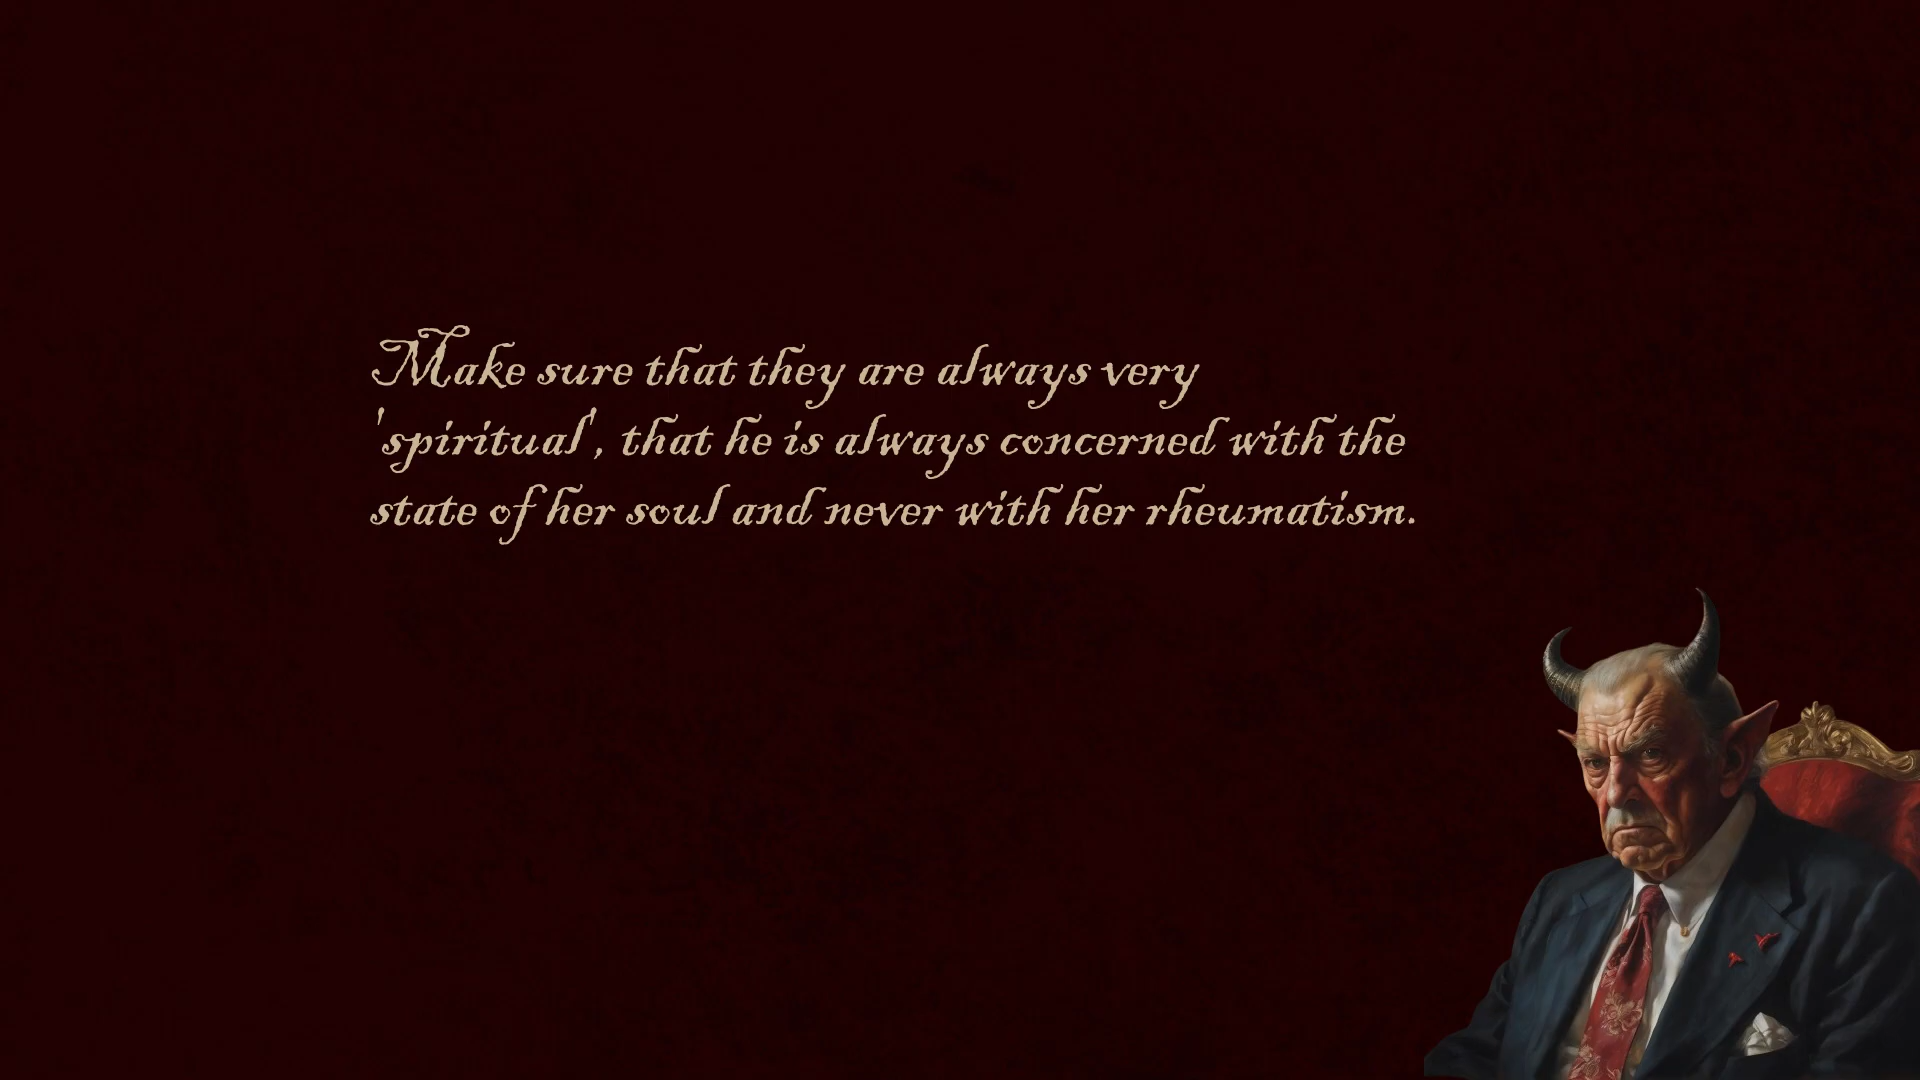 Make sure that they are always very
'spiritual', that he is always concerned with the
state of her soul and never with her rheumatism.